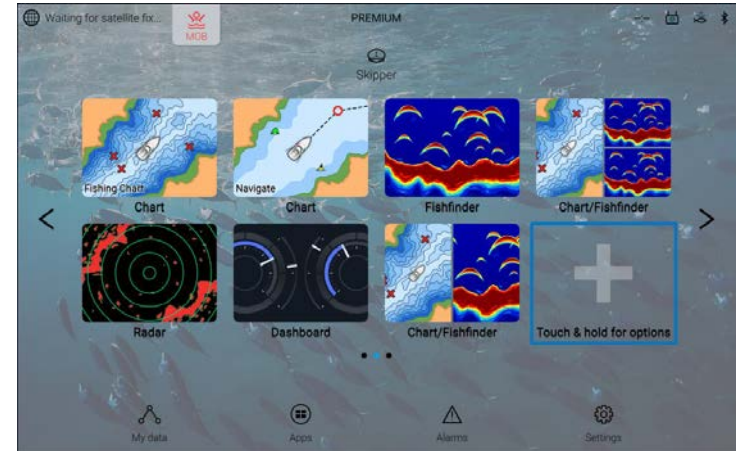 Waiting for satellite fix...
MOB
PREMIUM
-- --
Skipper
Fishing Chart
Navigate
Chart
Chart
Fishfinder
Chart/Fishfinder
Radar
Dashboard
Chart/Fishfinder
Touch & hold for options
My data
Apps
Alarms
Settings